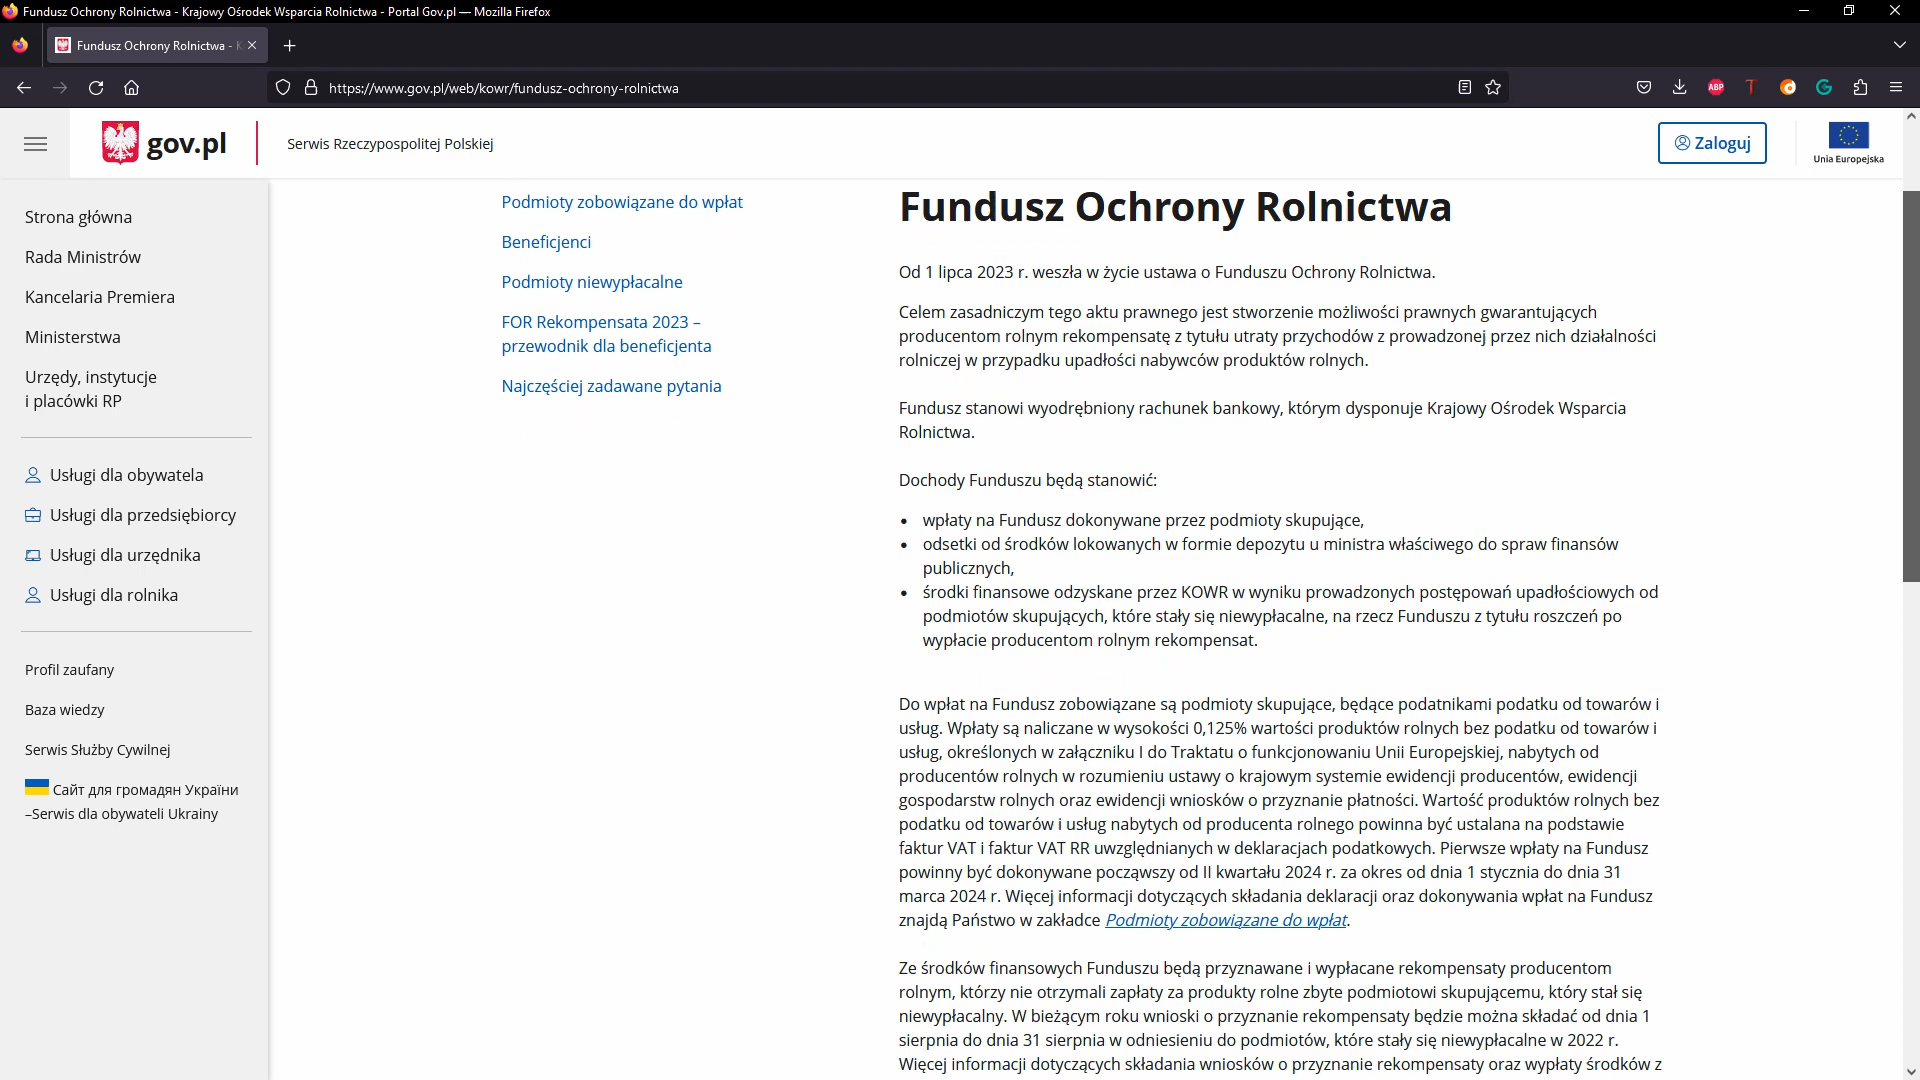 Fundusz Ochrony Rolnictwa - Krajowy Ośrodek Wsparcia Rolnictwa - Portal Gov.pl — Mozilla Firefox
Fundusz Ochrony Rolnictwa - K
https://www.gov.pl/web/kowr/fundusz-ochrony-rolnictwa
ABP
gov.pl
Serwis Rzeczypospolitej Polskiej
Zaloguj
Unia Europejska
Strona główna
Rada Ministrów
Kancelaria Premiera
Ministerstwa
Urzędy, instytucje
i placówki RP
Usługi dla obywatela
Usługi dla przedsiębiorcy
Usługi dla urzędnika
Usługi dla rolnika
Profil zaufany
Baza wiedzy
Serwis Służby Cywilnej
Сайт для громадян України
–Serwis dla obywateli Ukrainy
Podmioty zobowiązane do wpłat
Beneficjenci
Podmioty niewypłacalne
FOR Rekompensata 2023 –
przewodnik dla beneficjenta
Najczęściej zadawane pytania
Fundusz Ochrony Rolnictwa
Od 1 lipca 2023 r. weszła w życie ustawa o Funduszu Ochrony Rolnictwa.
Celem zasadniczym tego aktu prawnego jest stworzenie możliwości prawnych gwarantujących
producentom rolnym rekompensatę z tytułu utraty przychodów z prowadzonej przez nich działalności
rolniczej w przypadku upadłości nabywców produktów rolnych.
Fundusz stanowi wyodrębniony rachunek bankowy, którym dysponuje Krajowy Ośrodek Wsparcia
Rolnictwa.
Dochody Funduszu będą stanowić:
• wpłaty na Fundusz dokonywane przez podmioty skupujące,
• odsetki od środków lokowanych w formie depozytu u ministra właściwego do spraw finansów
publicznych,
• środki finansowe odzyskane przez KOWR w wyniku prowadzonych postępowań upadłościowych od
podmiotów skupujących, które stały się niewypłacalne, na rzecz Funduszu z tytułu roszczeń po
wypłacie producentom rolnym rekompensat.
Do wpłat na Fundusz zobowiązane są podmioty skupujące, będące podatnikami podatku od towarów i
usług. Wpłaty są naliczane w wysokości 0,125% wartości produktów rolnych bez podatku od towarów i
usług, określonych w załączniku I do Traktatu o funkcjonowaniu Unii Europejskiej, nabytych od
producentów rolnych w rozumieniu ustawy o krajowym systemie ewidencji producentów, ewidencji
gospodarstw rolnych oraz ewidencji wniosków o przyznanie płatności. Wartość produktów rolnych bez
podatku od towarów i usług nabytych od producenta rolnego powinna być ustalana na podstawie
faktur VAT i faktur VAT RR uwzględnianych w deklaracjach podatkowych. Pierwsze wpłaty na Fundusz
powinny być dokonywane począwszy od II kwartału 2024 r. za okres od dnia 1 stycznia do dnia 31
marca 2024 r. Więcej informacji dotyczących składania deklaracji oraz dokonywania wpłat na Fundusz
znajdą Państwo w zakładce Podmioty zobowiązane do wpłat.
Ze środków finansowych Funduszu będą przyznawane i wypłacane rekompensaty producentom
rolnym, którzy nie otrzymali zapłaty za produkty rolne zbyte podmiotowi skupującemu, który stał się
niewypłacalny. W bieżącym roku wnioski o przyznanie rekompensaty będzie można składać od dnia 1
sierpnia do dnia 31 sierpnia w odniesieniu do podmiotów, które stały się niewypłacalne w 2022 r.
Więcej informacji dotyczących składania wniosków o przyznanie rekompensaty oraz wypłaty środków z